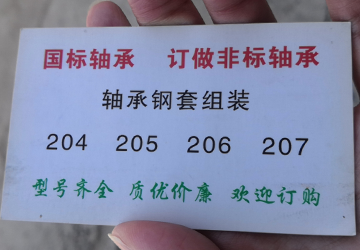 国标轴承 订做非标轴承
轴承钢套组装
204 205 206 207
型号齐全 质优价廉 欢迎订购